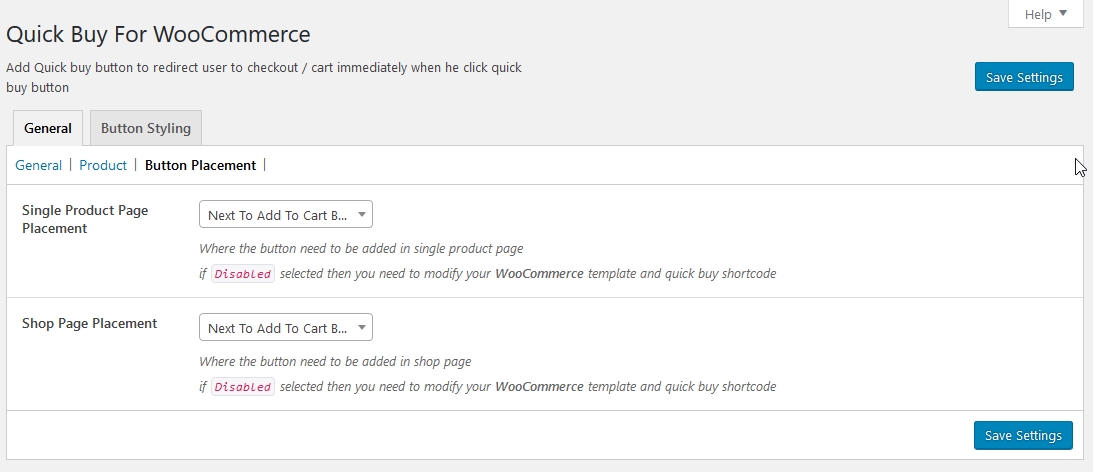 Help
Quick Buy For WooCommerce
Add Quick buy button to redirect user to checkout / cart immediately when he click quick
buy button
Save Settings
General Button Styling
General | Product | Button Placement |
Single Product Page
Placement
Next To Add To Cart B...
Where the button need to be added in single product page
if Disabled selected then you need to modify your WooCommerce template and quick buy shortcode
Shop Page Placement
Next To Add To Cart B...
Where the button need to be added in shop page
if Disabled selected then you need to modify your WooCommerce template and quick buy shortcode
Save Settings